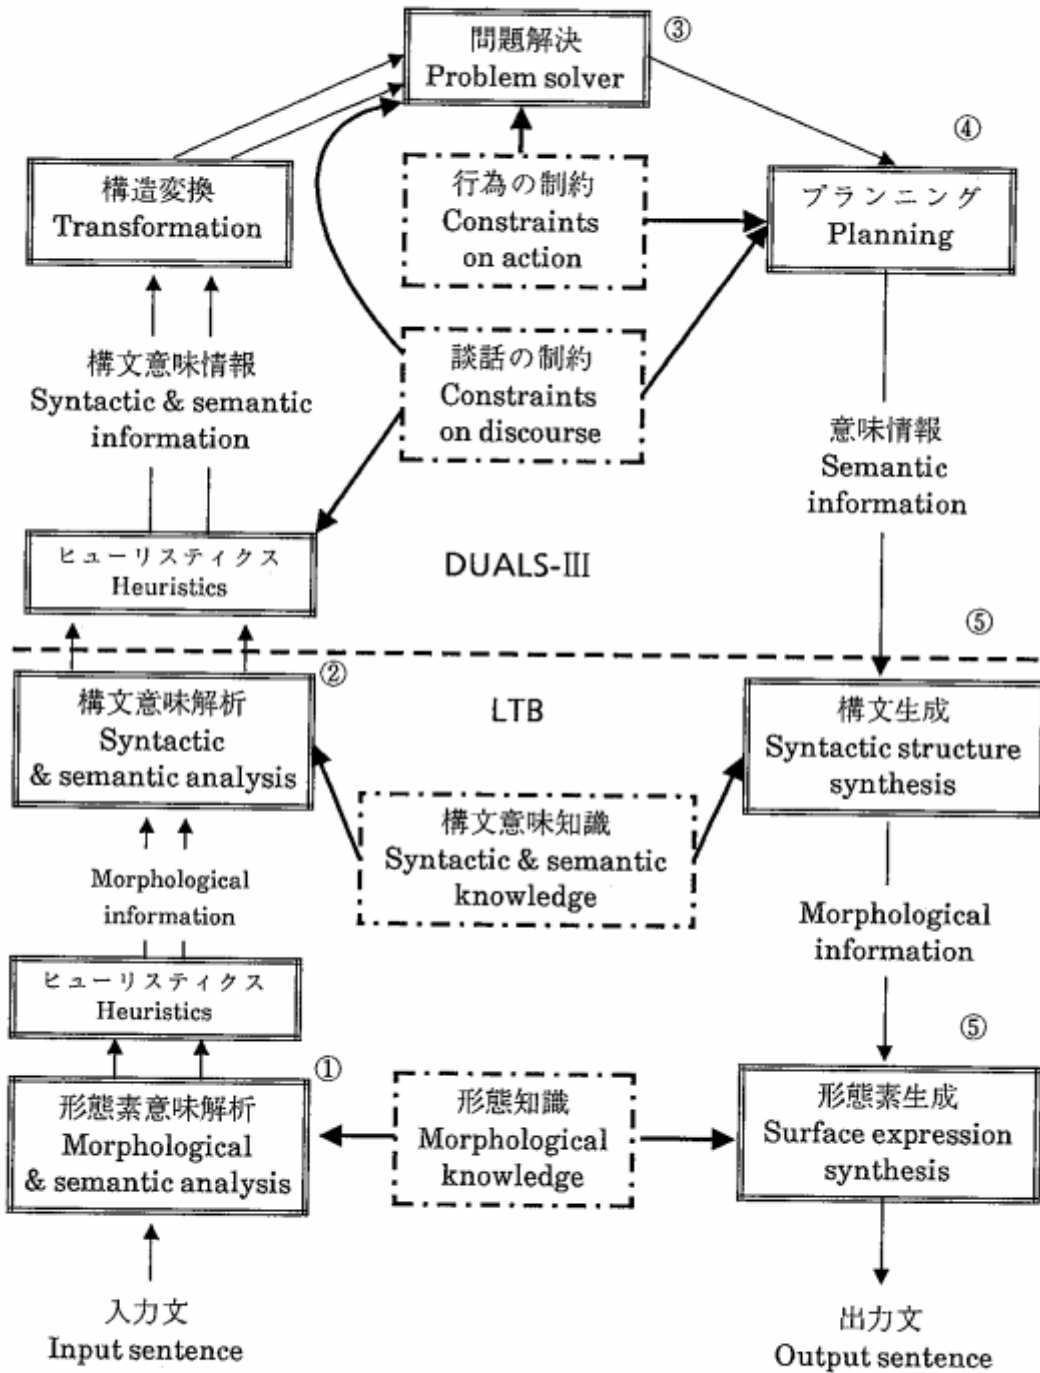 ③
問題解決
Problem solver
④
構造変換
Transformation
行為の制約
Constraints
on action
プランニング
Planning
構文意味情報
Syntactic & semantic
information
談話の制約
Constraints
on discourse
意味情報
Semantic
information
ヒューリスティクス
Heuristics
DUALS-III
⑤
②
構文意味解析
Syntactic
& semantic analysis
LTB
構文生成
Syntactic structure
synthesis
構文意味知識
Syntactic & semantic
knowledge
Morphological
information
Morphological
information
ヒューリスティクス
Heuristics
⑤
①
形態素意味解析
Morphological
& semantic analysis
形態知識
Morphological
knowledge
形態素生成
Surface expression
synthesis
入力文
Input sentence
出力文
Output sentence